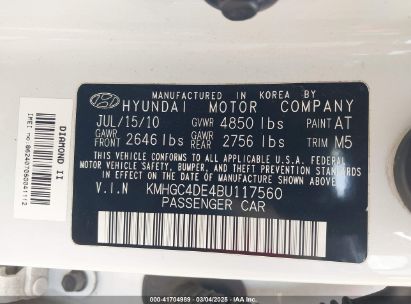 MANUFACTURED IN KOREA BY
HYUNDAI MOTOR COMPANY
JUL/15/10 GVWR 4850 lbs PAINT AT
GAWR FRONT 2646 lbs GAWR REAR 2756 lbs TRIM M5
THIS VEHICLE CONFORMS TO ALL APPLICABLE U.S.A. FEDERAL
MOTOR VEHICLE SAFETY, BUMPER, AND THEFT PREVENTION STANDARDS
IN EFFECT ON THE DATE OF MANUFACTURE SHOWN ABOVE.
V.I.N KMHGC4DE4BU117560
PASSENGER CAR
DIAMOND II
000-41704989 - 03/04/2025 - 000